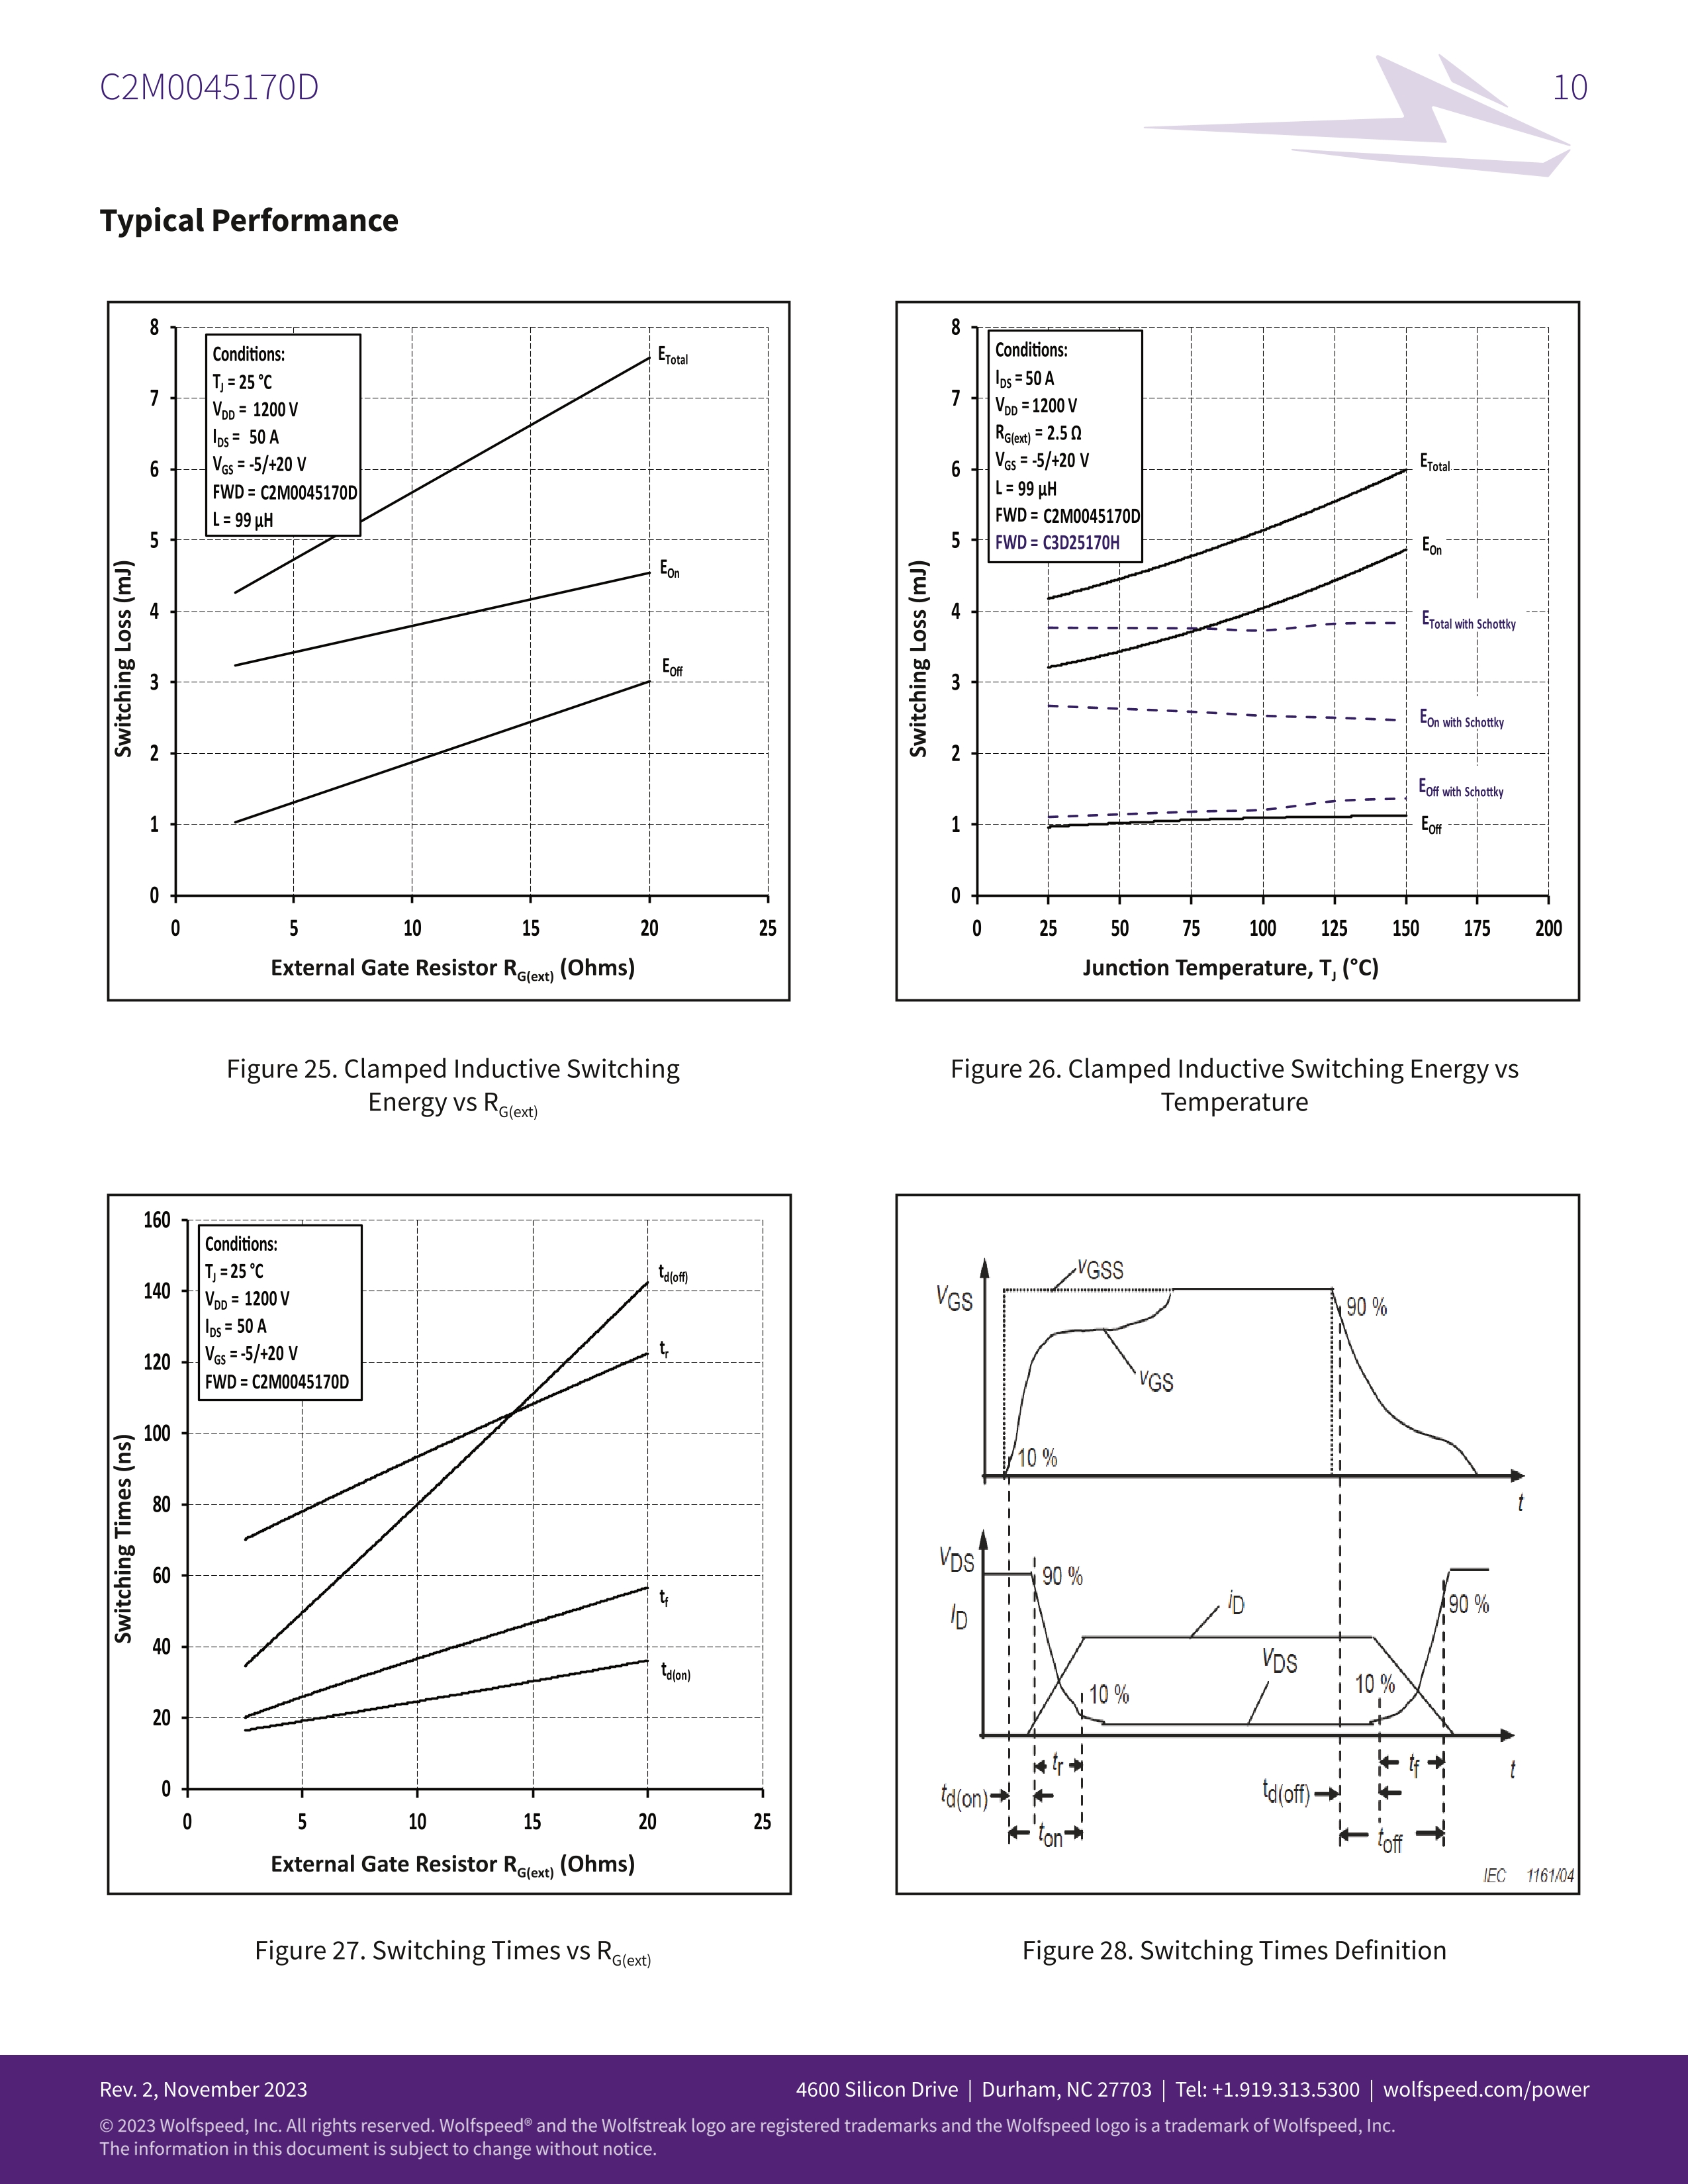 C2M0045170D
10
Typical Performance
8
7
6
5
4
3
2
1
0
Switching Loss (mJ)
Conditions:
TJ = 25 °C
VDD = 1200 V
IDS = 50 A
VGS = -5/+20 V
FWD = C2M0045170D
L = 99 μH
ETotal
EOn
EOff
0 5 10 15 20 25
External Gate Resistor RG(ext) (Ohms)
Figure 25. Clamped Inductive Switching
Energy vs RG(ext)
8
7
6
5
4
3
2
1
0
Switching Loss (mJ)
Conditions:
IDS = 50 A
VDD = 1200 V
RG(ext) = 2.5 Ω
VGS = -5/+20 V
L = 99 μH
FWD = C2M0045170D
FWD = C3D25170H
ETotal
EOn
ETotal with Schottky
EOn with Schottky
EOff with Schottky
EOff
0 25 50 75 100 125 150 175 200
Junction Temperature, TJ (°C)
Figure 26. Clamped Inductive Switching Energy vs
Temperature
160
140
120
100
80
60
40
20
0
Switching Times (ns)
Conditions:
TJ = 25 °C
VDD = 1200 V
IDS = 50 A
VGS = -5/+20 V
FWD = C2M0045170D
td(off)
tr
tf
td(on)
0 5 10 15 20 25
External Gate Resistor RG(ext) (Ohms)
Figure 27. Switching Times vs RG(ext)
VGS
vGSS
90 %
vGS
10 %
t
VDS
90 %
ID
iD
90 %
VDS
10 %
10 %
tr
tf
t
td(on)
td(off)
ton
toff
IEC 1161/04
Figure 28. Switching Times Definition
Rev. 2, November 2023
4600 Silicon Drive | Durham, NC 27703 | Tel: +1.919.313.5300 | wolfspeed.com/power
© 2023 Wolfspeed, Inc. All rights reserved. Wolfspeed® and the Wolfstreak logo are registered trademarks and the Wolfspeed logo is a trademark of Wolfspeed, Inc.
The information in this document is subject to change without notice.